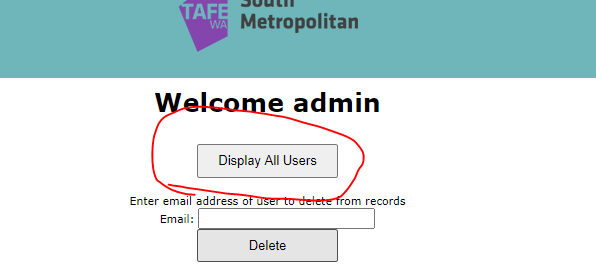 TAFE
WA
South
Metropolitan
Welcome admin
Display All Users
Enter email address of user to delete from records
Email:
Delete